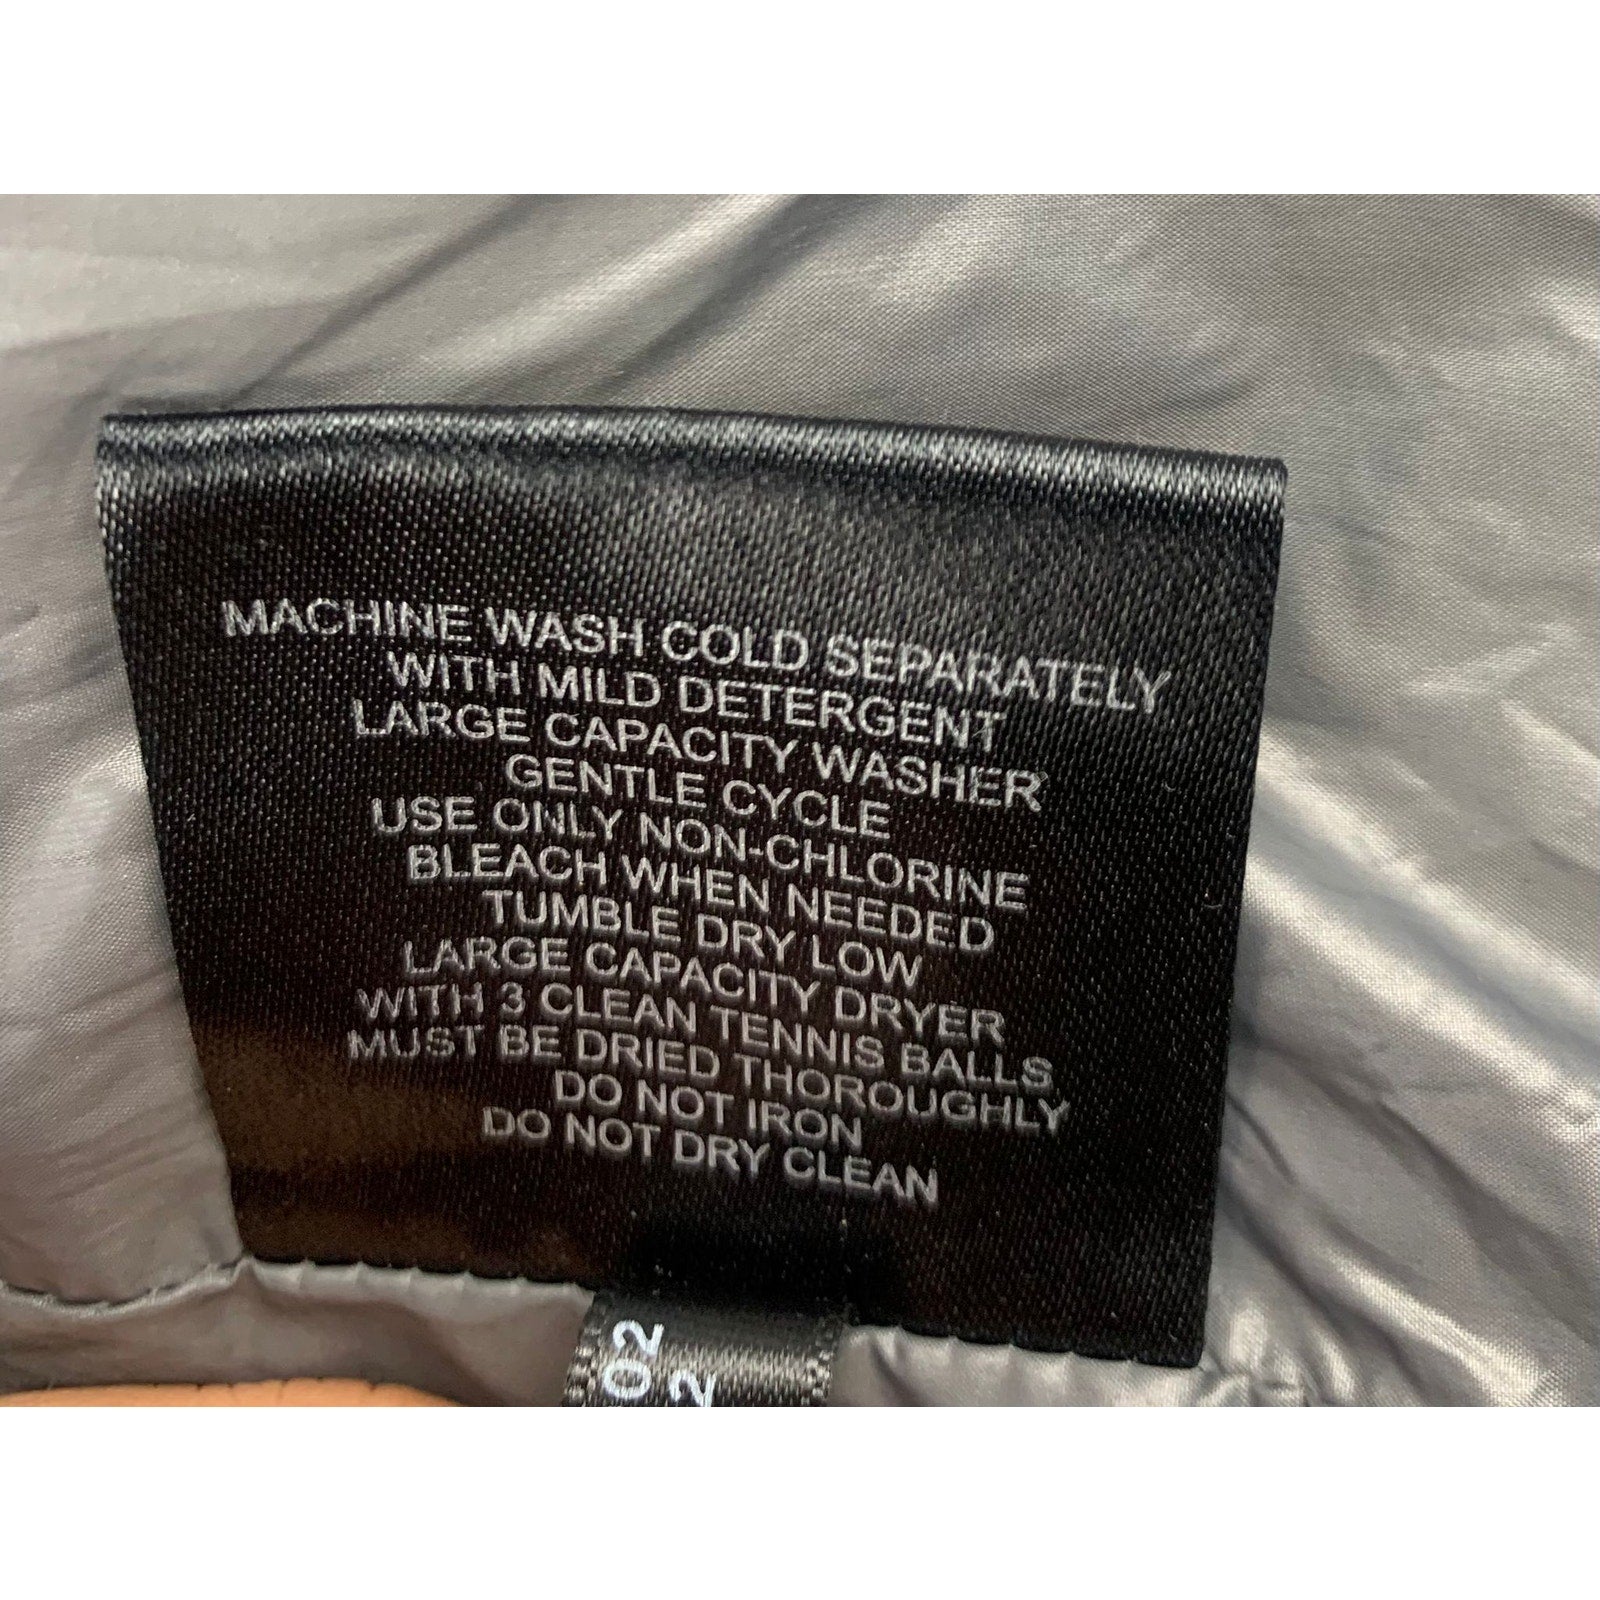 MACHINE WASH COLD SEPARATELY
WITH MILD DETERGENT
LARGE CAPACITY WASHER
GENTLE CYCLE
USE ONLY NON-CHLORINE
BLEACH WHEN NEEDED
TUMBLE DRY LOW
LARGE CAPACITY DRYER
WITH 3 CLEAN TENNIS BALLS
MUST BE DRIED THOROUGHLY
DO NOT IRON
DO NOT DRY CLEAN
02
2